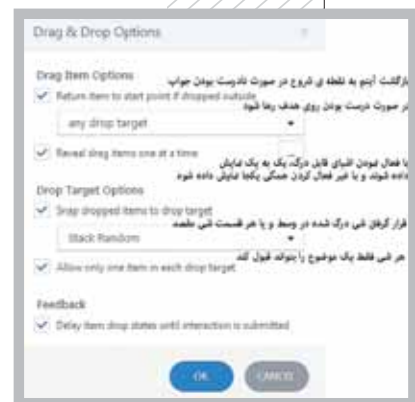 Drag & Drop Options
Drag Item Options
بازگشت آیتم به نقطه ی شروع در صورت نادرست بودن جواب
Return item to start point if dropped outside
در صورت درست بودن روی هدف رها شود
any drop target
Reveal drag items one at a time
با فعال نمودن اشیای قابل درگ، یک به یک نمایش
داده شوند و با غیر فعال کردن همگی یکجا نمایش داده شود
Drop Target Options
Snap dropped items to drop target
قرار گرفتن شی درگ شده در وسط و یا هر قسمت شی مقصد
Stack Random
هر شی فقط یک موضوع را بتواند قبول کند
Allow only one item in each drop target
Feedback
Delay item drop states until interaction is submitted
OK
CANCEL